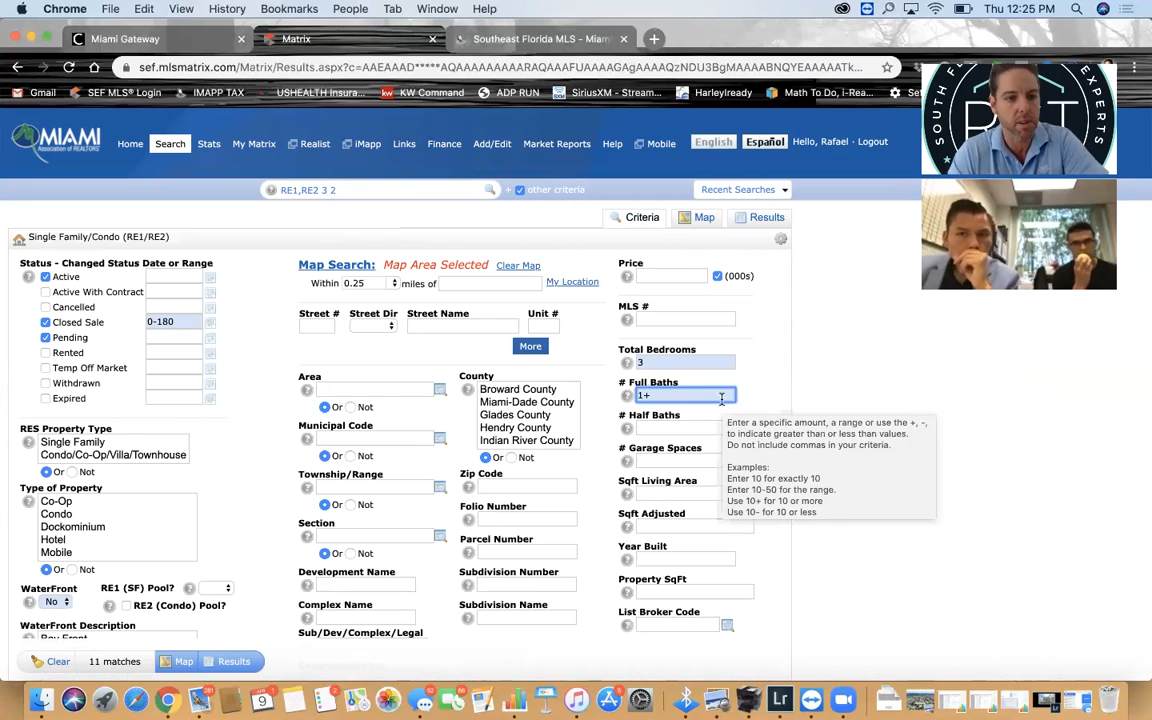 Chrome File Edit View History Bookmarks People Tab Window Help Thu 12:25 PM
Miami Gateway Matrix Southeast Florida MLS - Miam
sef.mlsmatrix.com/Matrix/Results.aspx?c=AAEAAAD*****AQAAAAAAAAARAQAAAFUAAAAGAgAAAAQzNDU3BgMAAAABNQYEAAAAATk...
Gmail SEF MLS® Login IMAPP TAX USHEALTH Insura... KW Command ADP RUN SiriusXM - Stream... Harleylready Math To Do, i-Rea... Se
SOUTH F EXPERTS
MIAMI
Association of REALTORS
Home Search Stats My Matrix Realist iMapp Links Finance Add/Edit Market Reports Help Mobile English Español Hello, Rafael - Logout
RE1,RE2 3 2 + other criteria Recent Searches
Criteria Map Results
Single Family/Condo (RE1/RE2)
Status - Changed Status Date or Range
Active
Active With Contract
Cancelled
Closed Sale 0-180
Pending
Rented
Temp Off Market
Withdrawn
Expired
RES Property Type
Single Family
Condo/Co-Op/Villa/Townhouse
Or Not
Type of Property
Co-Op
Condo
Dockominium
Hotel
Mobile
Or Not
WaterFront RE1 (SF) Pool?
No RE2 (Condo) Pool?
WaterFront Description
Bay Front
Map Search: Map Area Selected Clear Map
Within 0.25 miles of My Location
Street # Street Dir Street Name Unit #
More
Area
Or Not
Municipal Code
Or Not
Township/Range
Or Not
Section
Or Not
Development Name
Complex Name
Sub/Dev/Complex/Legal
County
Broward County
Miami-Dade County
Glades County
Hendry County
Indian River County
Or Not
Zip Code
Folio Number
Parcel Number
Subdivision Number
Subdivision Name
Price
(000s)
MLS #
Total Bedrooms
3
# Full Baths
1+
# Half Baths
# Garage Spaces
Sqft Living Area
Sqft Adjusted
Year Built
Property SqFt
List Broker Code
Enter a specific amount, a range or use the +, -,
to indicate greater than or less than values.
Do not include commas in your criteria.
Examples:
Enter 10 for exactly 10
Enter 10-50 for the range.
Use 10+ for 10 or more
Use 10- for 10 or less
Clear 11 matches Map Results